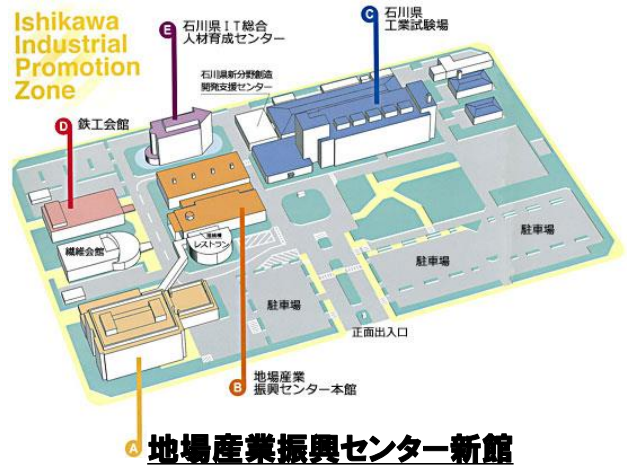 Ishikawa
Industrial
Promotion
Zone
E 石川県IT総合
人材育成センター
C 石川県
工業試験場
石川県新分野創造
開発支援センター
D 鉄工会館
繊維会館
レストラン
駐車場
駐車場
駐車場
正面出入口
B 地場産業
振興センター本館
A 地場産業振興センター新館